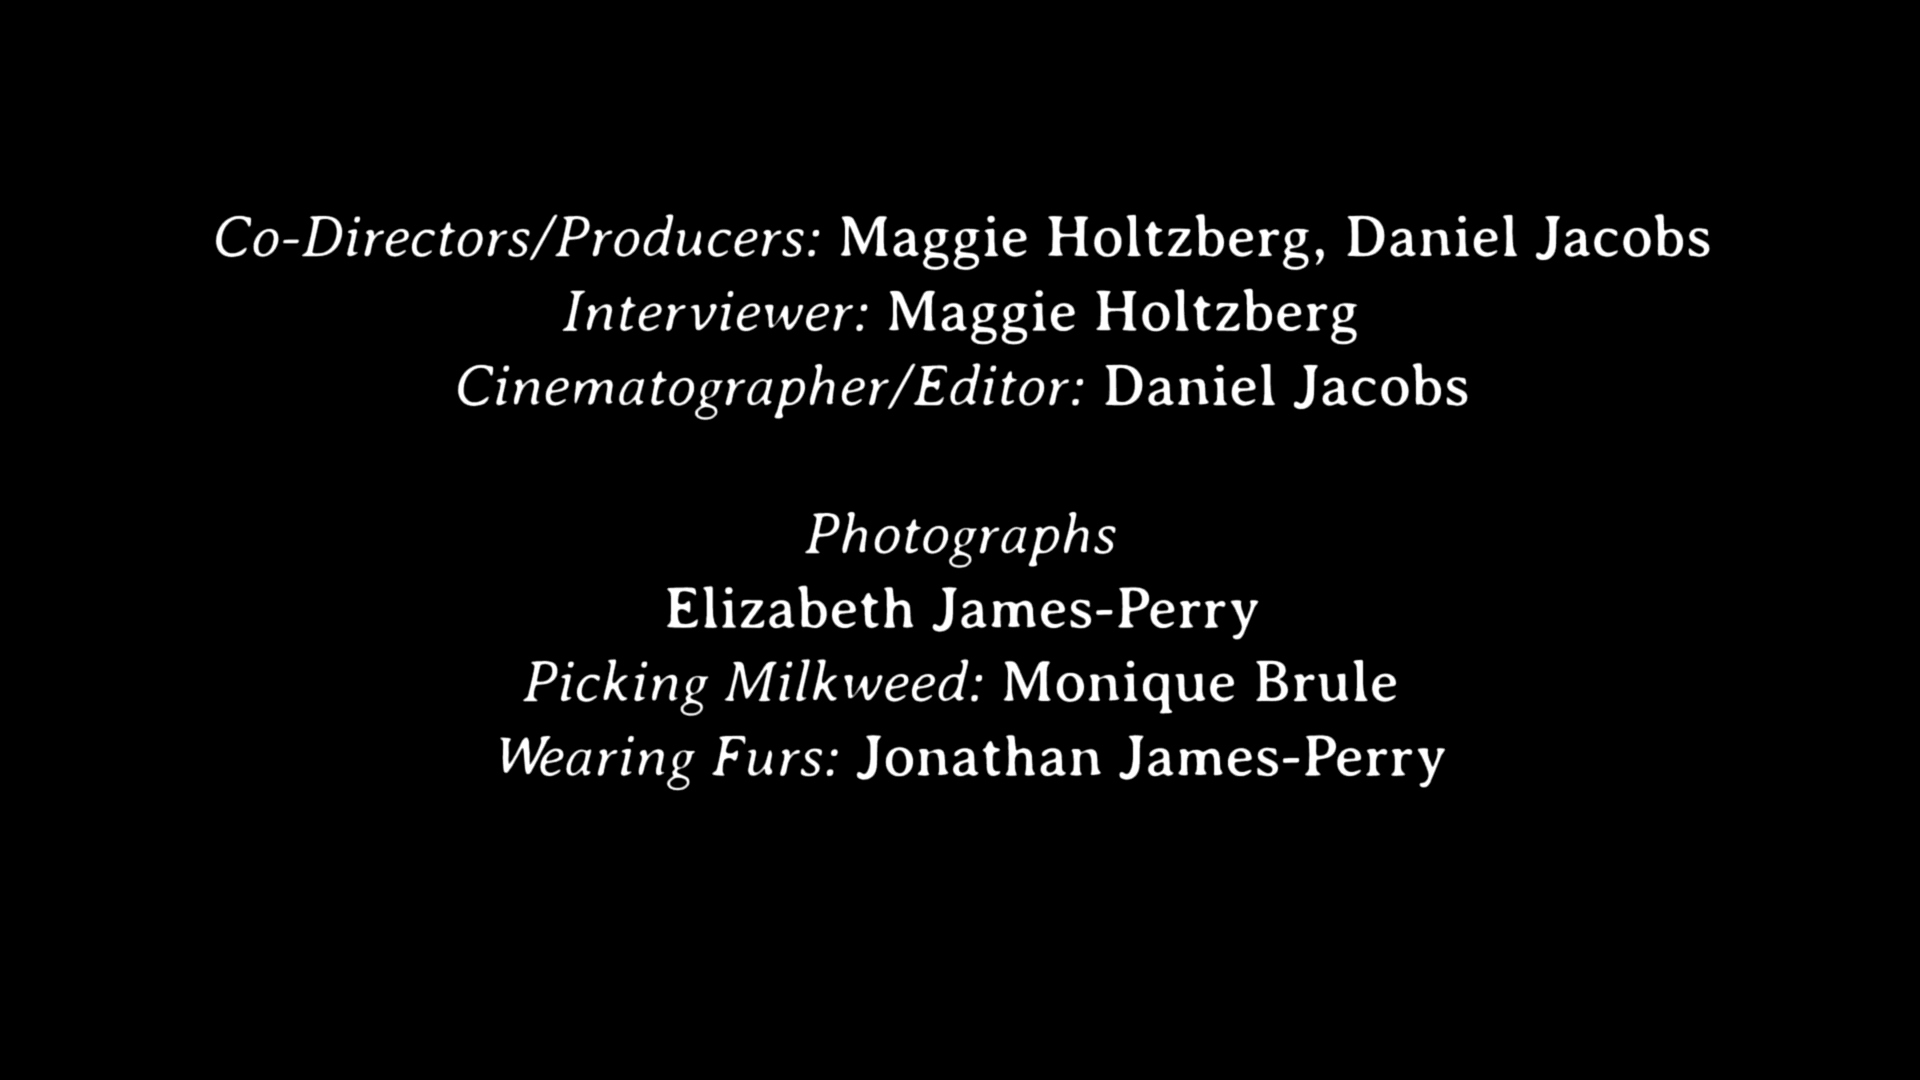 Co-Directors/Producers: Maggie Holtzberg, Daniel Jacobs
Interviewer: Maggie Holtzberg
Cinematographer/Editor: Daniel Jacobs
Photographs
Elizabeth James-Perry
Picking Milkweed: Monique Brule
Wearing Furs: Jonathan James-Perry